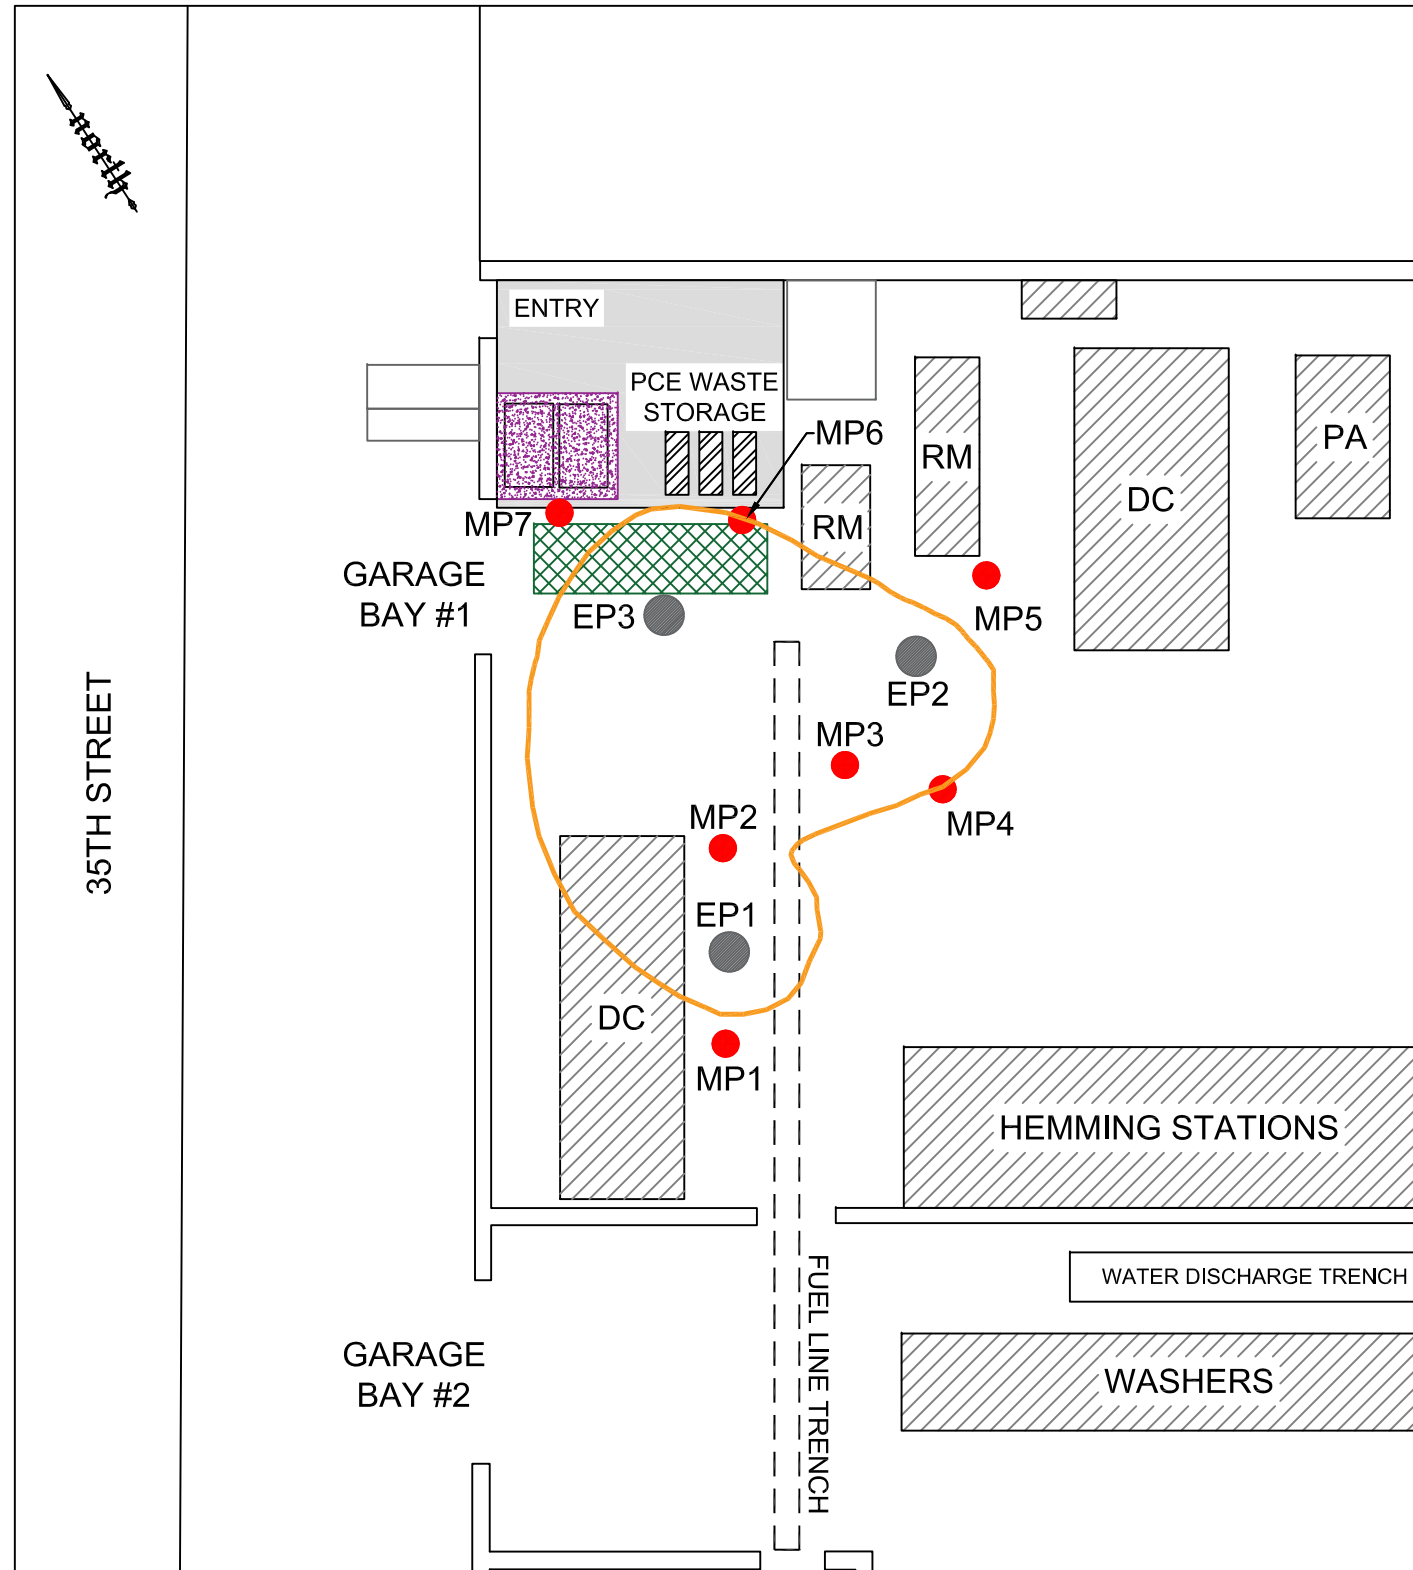 north
ENTRY
PCE WASTE
STORAGE
MP6
RM
PA
DC
RM
MP7
GARAGE
BAY #1
EP3
MP5
EP2
35TH STREET
MP3
MP2
MP4
EP1
DC
MP1
HEMMING STATIONS
FUEL LINE TRENCH
WATER DISCHARGE TRENCH
GARAGE
BAY #2
WASHERS